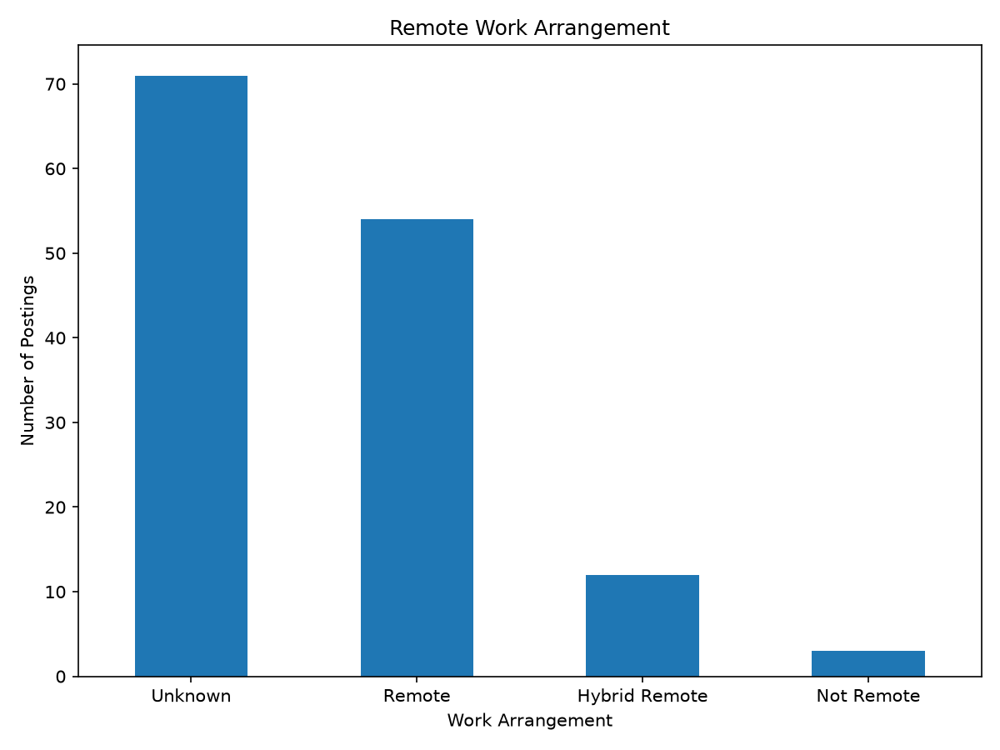 Remote Work Arrangement
70
60
50
40
30
20
10
0
Number of Postings
Unknown
Remote
Hybrid Remote
Not Remote
Work Arrangement